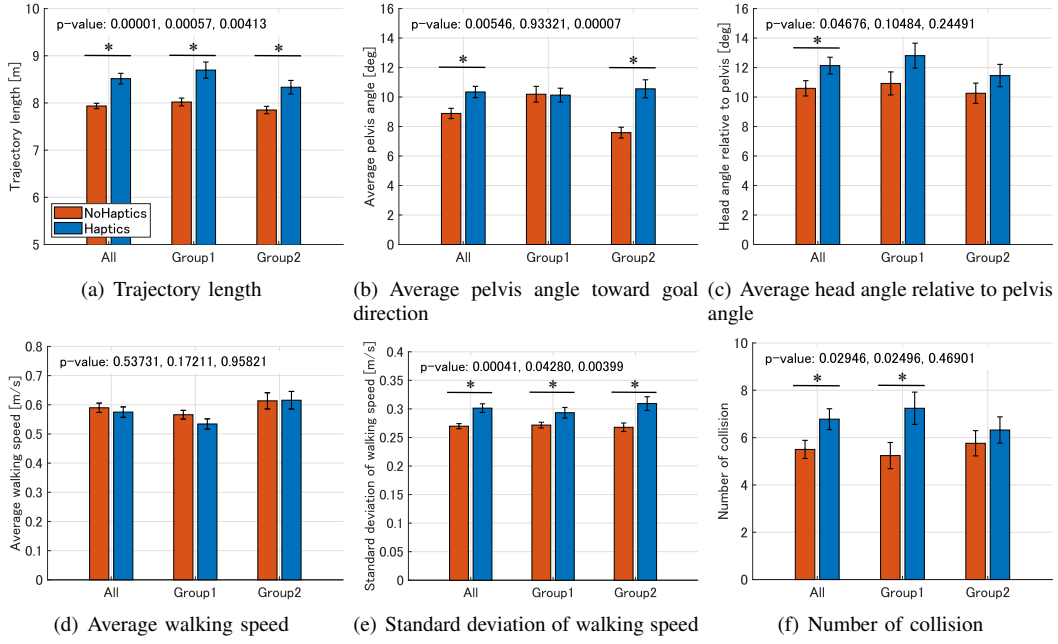 p-value: 0.00001, 0.00057, 0.00413
Trajectory length [m]
10
9
8
7
6
5
*
*
*
NoHaptics
Haptics
All
Group1
Group2
(a) Trajectory length
p-value: 0.00546, 0.93321, 0.00007
Average pelvis angle [deg]
16
14
12
10
8
6
4
2
0
*
*
All
Group1
Group2
(b) Average pelvis angle toward goal
direction
p-value: 0.04676, 0.10484, 0.24491
Head angle relative to pelvis [deg]
16
14
12
10
8
6
4
2
0
*
All
Group1
Group2
(c) Average head angle relative to pelvis
angle
p-value: 0.53731, 0.17211, 0.95821
Average walking speed [m/s]
0.8
0.7
0.6
0.5
0.4
0.3
0.2
0.1
0
All
Group1
Group2
(d) Average walking speed
p-value: 0.00041, 0.04280, 0.00399
Standard deviation of walking speed [m/s]
0.4
0.35
0.3
0.25
0.2
0.15
0.1
0.05
0
*
*
*
All
Group1
Group2
(e) Standard deviation of walking speed
p-value: 0.02946, 0.02496, 0.46901
Number of collision
10
8
6
4
2
0
*
*
All
Group1
Group2
(f) Number of collision